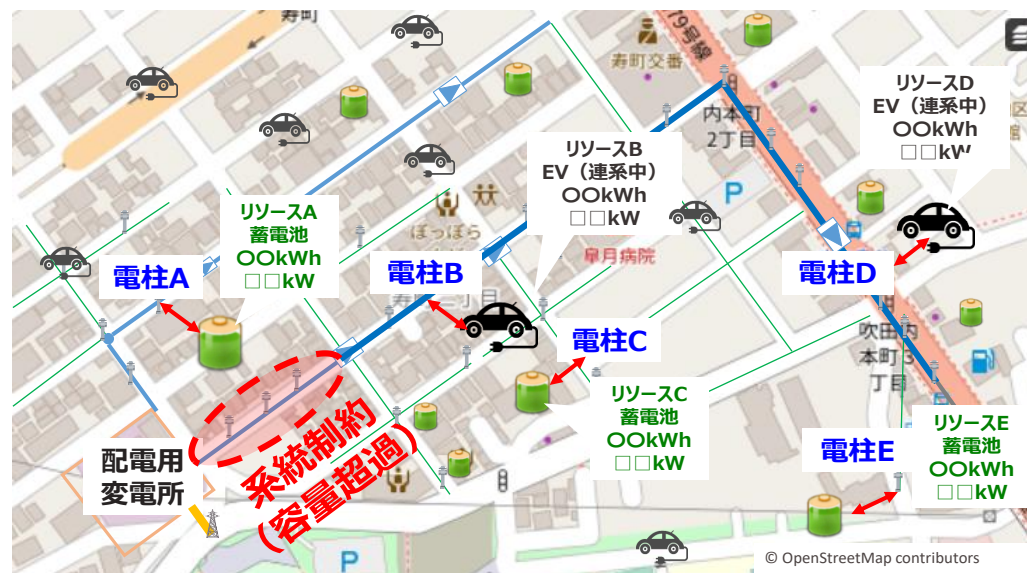 寿町
寿町交番
79号線
内本町
2丁目
P
リソースD
EV（連系中）
〇〇kWh
□□kW
リソースB
EV（連系中）
〇〇kWh
□□kW
リソースA
蓄電池
〇〇kWh
□□kW
ぽっぽら
皐月病院
電柱A
電柱B
電柱D
電柱C
吹田内
本町3
丁目
リソースC
蓄電池
〇〇kWh
□□kW
リソースE
蓄電池
〇〇kWh
□□kW
電柱E
系統制約
（容量超過）
配電用
変電所
P
© OpenStreetMap contributors